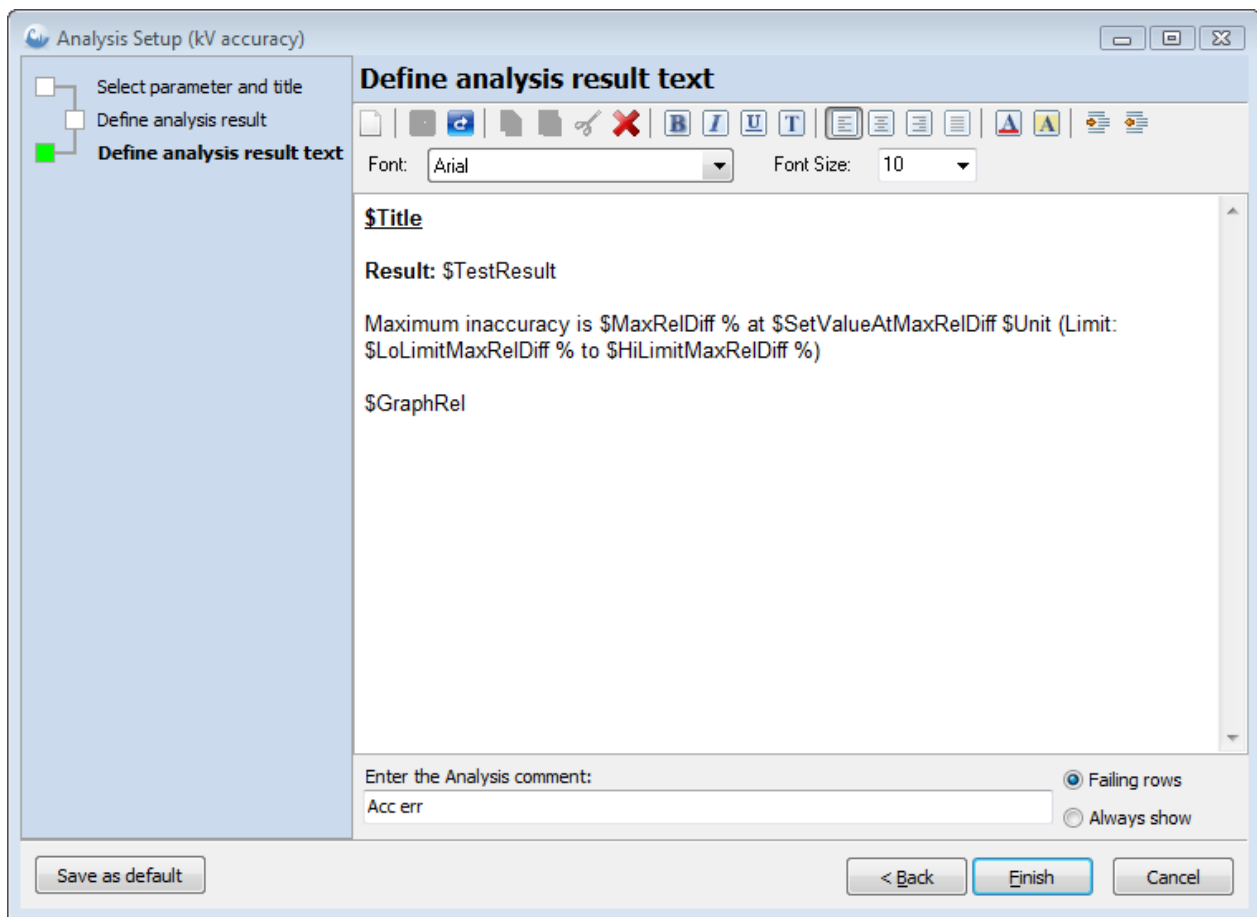 Analysis Setup (kV accuracy)
Select parameter and title
Define analysis result
Define analysis result text
Define analysis result text
B I U T A A
Font: Arial Font Size: 10
$Title
Result: $TestResult
Maximum inaccuracy is $MaxRelDiff % at $SetValueAtMaxRelDiff $Unit (Limit:
$LoLimitMaxRelDiff % to $HiLimitMaxRelDiff %)
$GraphRel
Enter the Analysis comment:
Acc err
Failing rows
Always show
Save as default
< Back
Finish
Cancel